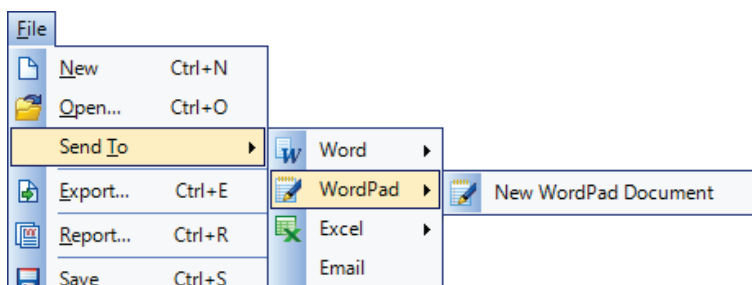 File
New Ctrl+N
Open... Ctrl+O
Send To Word
Export... Ctrl+E WordPad New WordPad Document
Report... Ctrl+R Excel
Save Ctrl+S Email